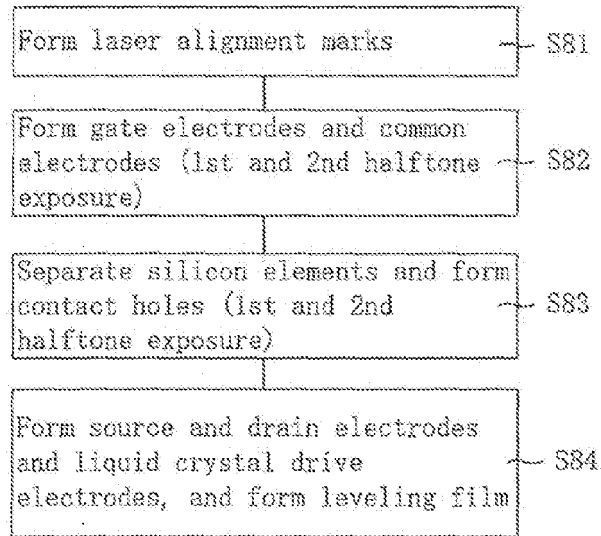 Form laser alignment marks
S81
Form gate electrodes and common
electrodes (1st and 2nd halftone
exposure)
S82
Separate silicon elements and form
contact holes (1st and 2nd
halftone exposure)
S83
Form source and drain electrodes
and liquid crystal drive
electrodes, and form leveling film
S84